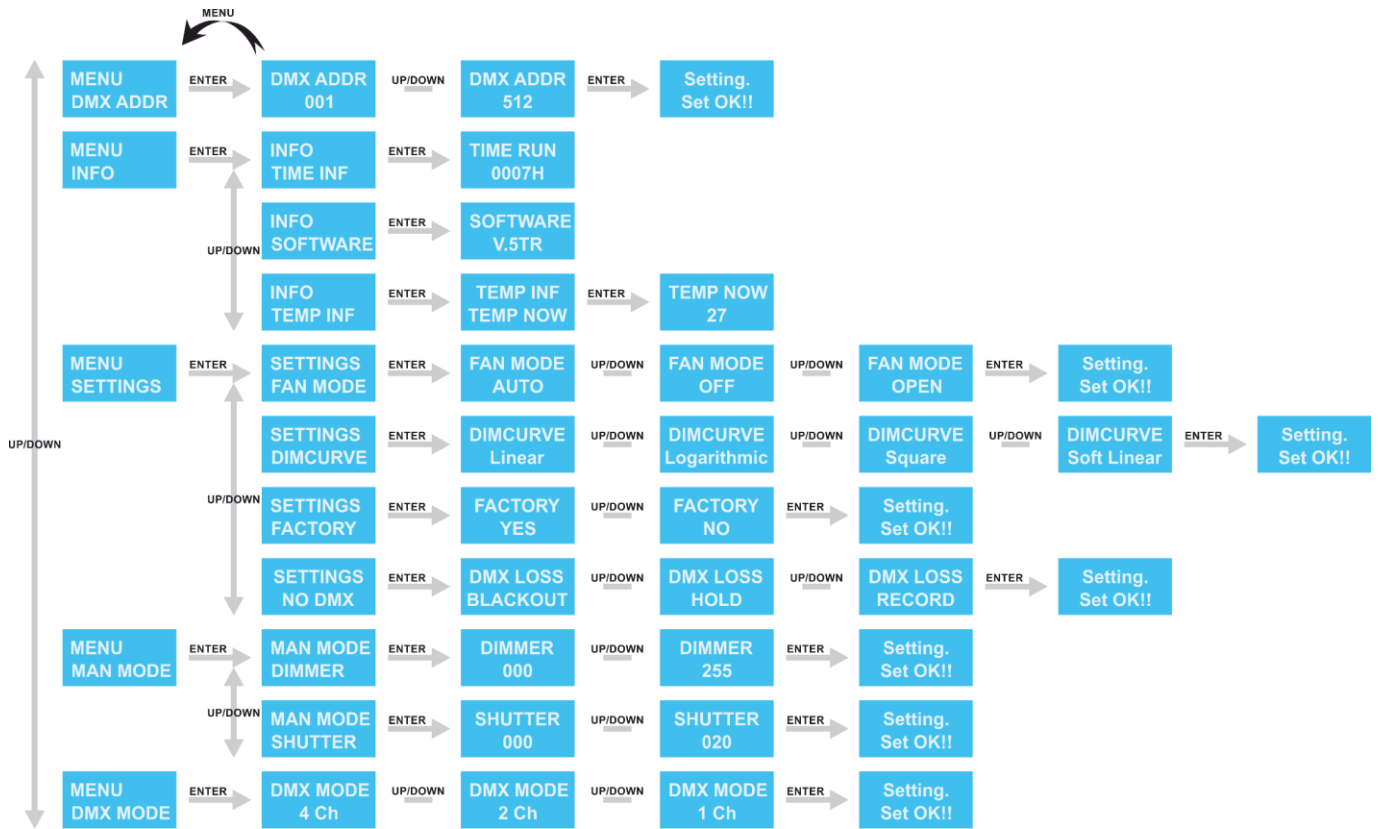 MENU
MENU
DMX ADDR
ENTER
DMX ADDR
001
UP/DOWN
DMX ADDR
512
ENTER
Setting.
Set OK!!
MENU
INFO
ENTER
INFO
TIME INF
ENTER
TIME RUN
0007H
UP/DOWN
INFO
SOFTWARE
ENTER
SOFTWARE
V.5TR
INFO
TEMP INF
ENTER
TEMP INF
TEMP NOW
ENTER
TEMP NOW
27
MENU
SETTINGS
ENTER
SETTINGS
FAN MODE
ENTER
FAN MODE
AUTO
UP/DOWN
FAN MODE
OFF
UP/DOWN
FAN MODE
OPEN
ENTER
Setting.
Set OK!!
UP/DOWN
SETTINGS
DIMCURVE
ENTER
DIMCURVE
Linear
UP/DOWN
DIMCURVE
Logarithmic
UP/DOWN
DIMCURVE
Square
UP/DOWN
DIMCURVE
Soft Linear
ENTER
Setting.
Set OK!!
UP/DOWN
SETTINGS
FACTORY
ENTER
FACTORY
YES
UP/DOWN
FACTORY
NO
ENTER
Setting.
Set OK!!
SETTINGS
NO DMX
ENTER
DMX LOSS
BLACKOUT
UP/DOWN
DMX LOSS
HOLD
UP/DOWN
DMX LOSS
RECORD
ENTER
Setting.
Set OK!!
MENU
MAN MODE
ENTER
MAN MODE
DIMMER
ENTER
DIMMER
000
UP/DOWN
DIMMER
255
ENTER
Setting.
Set OK!!
UP/DOWN
MAN MODE
SHUTTER
ENTER
SHUTTER
000
UP/DOWN
SHUTTER
020
ENTER
Setting.
Set OK!!
MENU
DMX MODE
ENTER
DMX MODE
4 Ch
UP/DOWN
DMX MODE
2 Ch
UP/DOWN
DMX MODE
1 Ch
ENTER
Setting.
Set OK!!